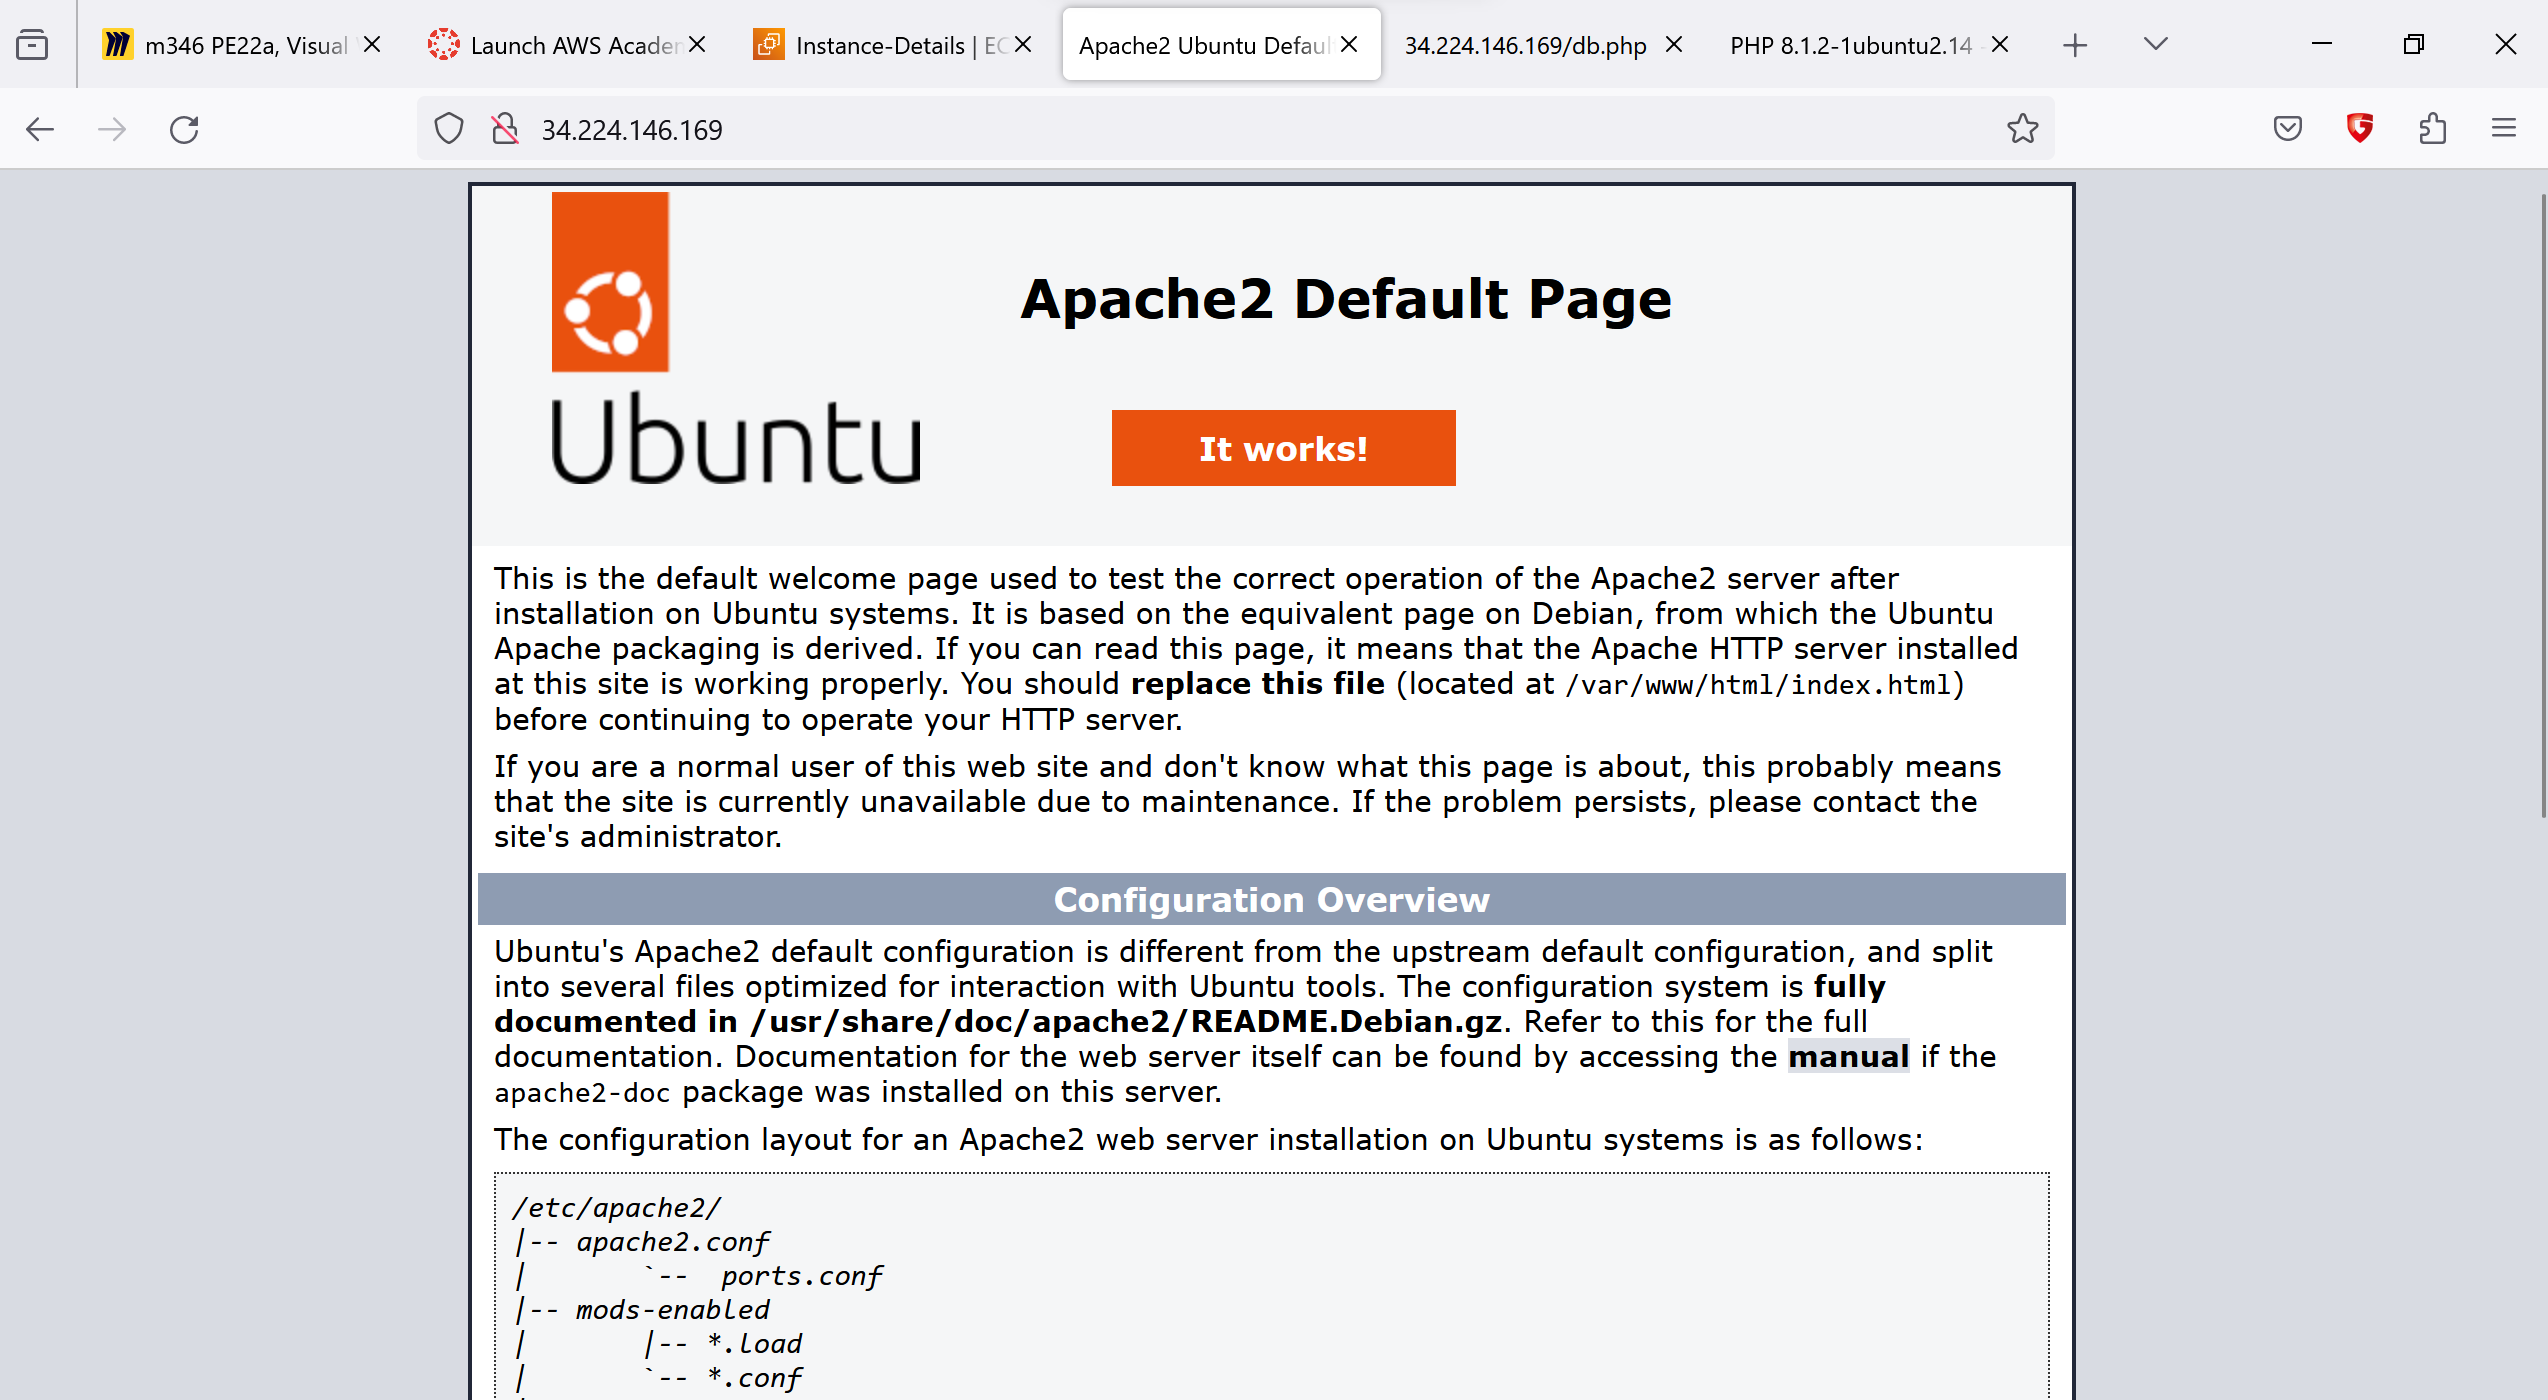 m346 PE22a, Visual
Launch AWS Acaden
Instance-Details | EC
Apache2 Ubuntu Defaul
34.224.146.169/db.php
PHP 8.1.2-1ubuntu2.14 -
34.224.146.169
Apache2 Default Page
Ubuntu
It works!
This is the default welcome page used to test the correct operation of the Apache2 server after
installation on Ubuntu systems. It is based on the equivalent page on Debian, from which the Ubuntu
Apache packaging is derived. If you can read this page, it means that the Apache HTTP server installed
at this site is working properly. You should replace this file (located at /var/www/html/index.html)
before continuing to operate your HTTP server.
If you are a normal user of this web site and don't know what this page is about, this probably means
that the site is currently unavailable due to maintenance. If the problem persists, please contact the
site's administrator.
Configuration Overview
Ubuntu's Apache2 default configuration is different from the upstream default configuration, and split
into several files optimized for interaction with Ubuntu tools. The configuration system is fully
documented in /usr/share/doc/apache2/README.Debian.gz. Refer to this for the full
documentation. Documentation for the web server itself can be found by accessing the manual if the
apache2-doc package was installed on this server.
The configuration layout for an Apache2 web server installation on Ubuntu systems is as follows:
/etc/apache2/
|-- apache2.conf
|       `--  ports.conf
|-- mods-enabled
|       |-- *.load
|       `-- *.conf